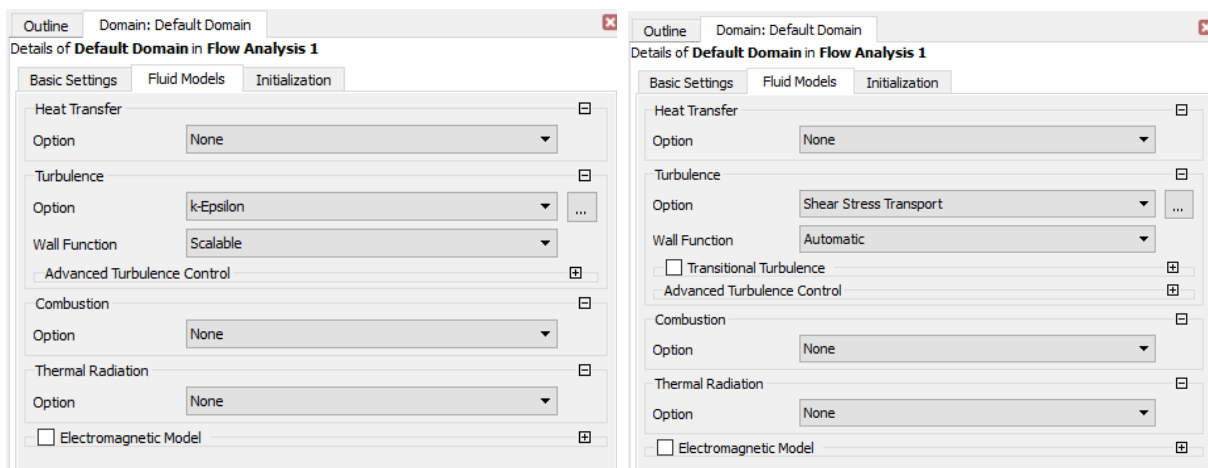 Outline Domain: Default Domain
Details of Default Domain in Flow Analysis 1
Basic Settings Fluid Models Initialization
Heat Transfer
Option None
Turbulence
Option k-Epsilon ...
Wall Function Scalable
Advanced Turbulence Control
Combustion
Option None
Thermal Radiation
Option None
Electromagnetic Model
Outline Domain: Default Domain
Details of Default Domain in Flow Analysis 1
Basic Settings Fluid Models Initialization
Heat Transfer
Option None
Turbulence
Option Shear Stress Transport ...
Wall Function Automatic
Transitional Turbulence
Advanced Turbulence Control
Combustion
Option None
Thermal Radiation
Option None
Electromagnetic Model